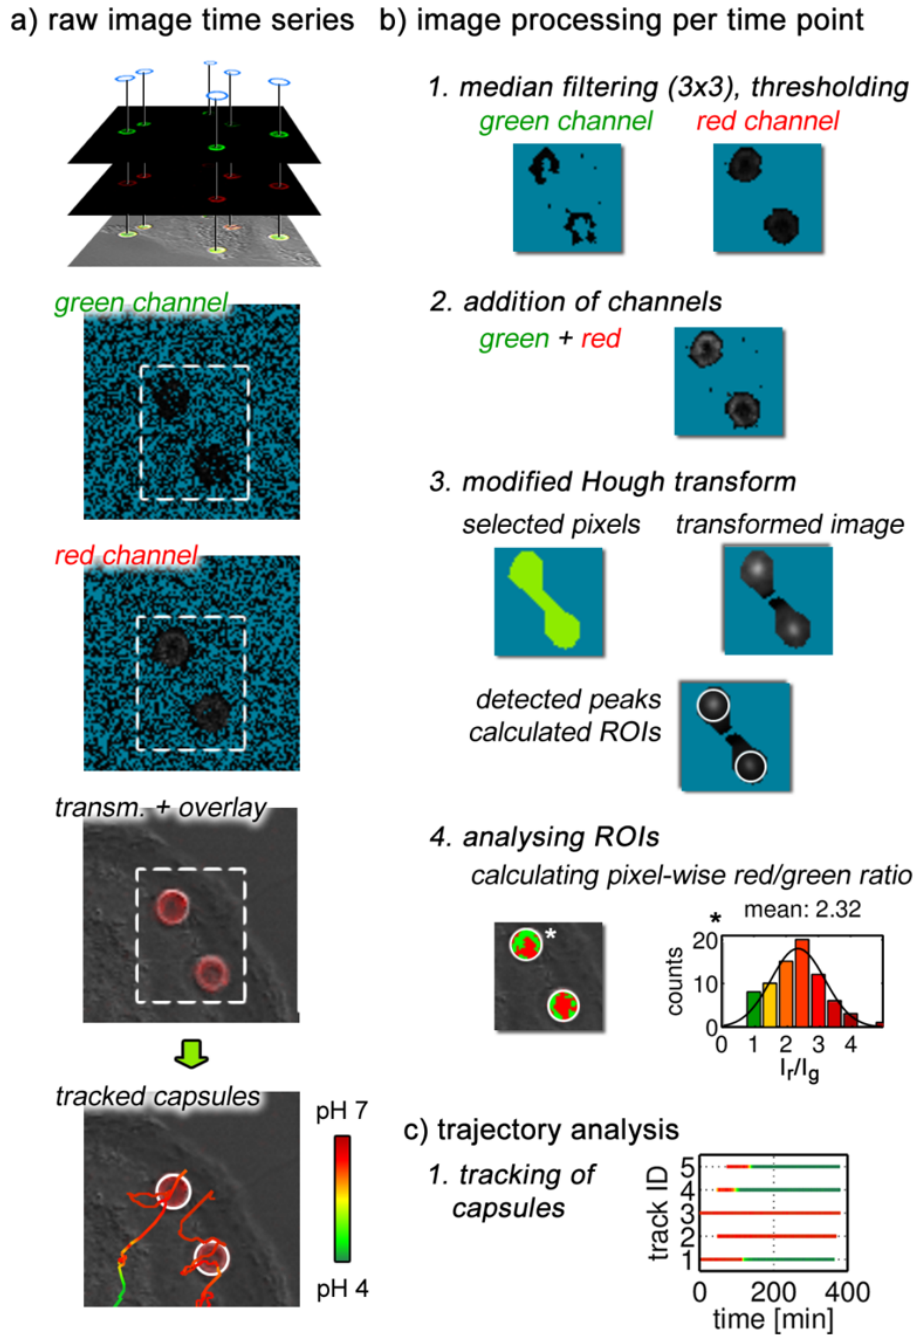 a) raw image time series
green channel
red channel
transm. + overlay
tracked capsules
pH 7
pH 4
b) image processing per time point
1. median filtering (3x3), thresholding
green channel red channel
2. addition of channels
green + red
3. modified Hough transform
selected pixels transformed image
detected peaks
calculated ROIs
4. analysing ROIs
calculating pixel-wise red/green ratio
*
* mean: 2.32
counts
20
10
0
0 1 2 3 4
Ir/Ig
c) trajectory analysis
1. tracking of
capsules
track ID
5
4
3
2
1
0 200 400
time [min]